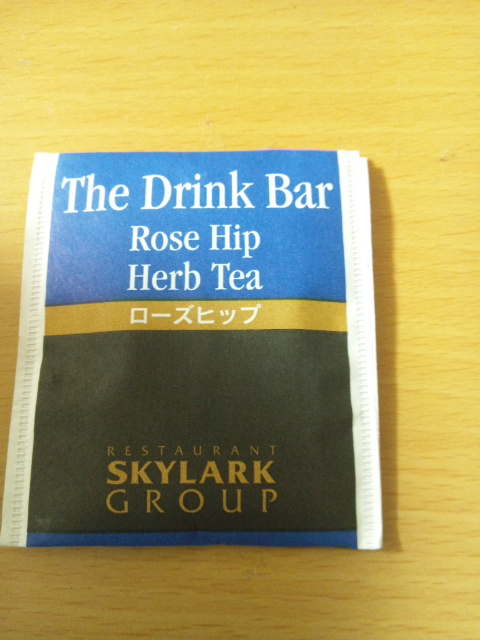 The Drink Bar
Rose Hip
Herb Tea
ローズヒップ
RESTAURANT
SKYLARK
GROUP